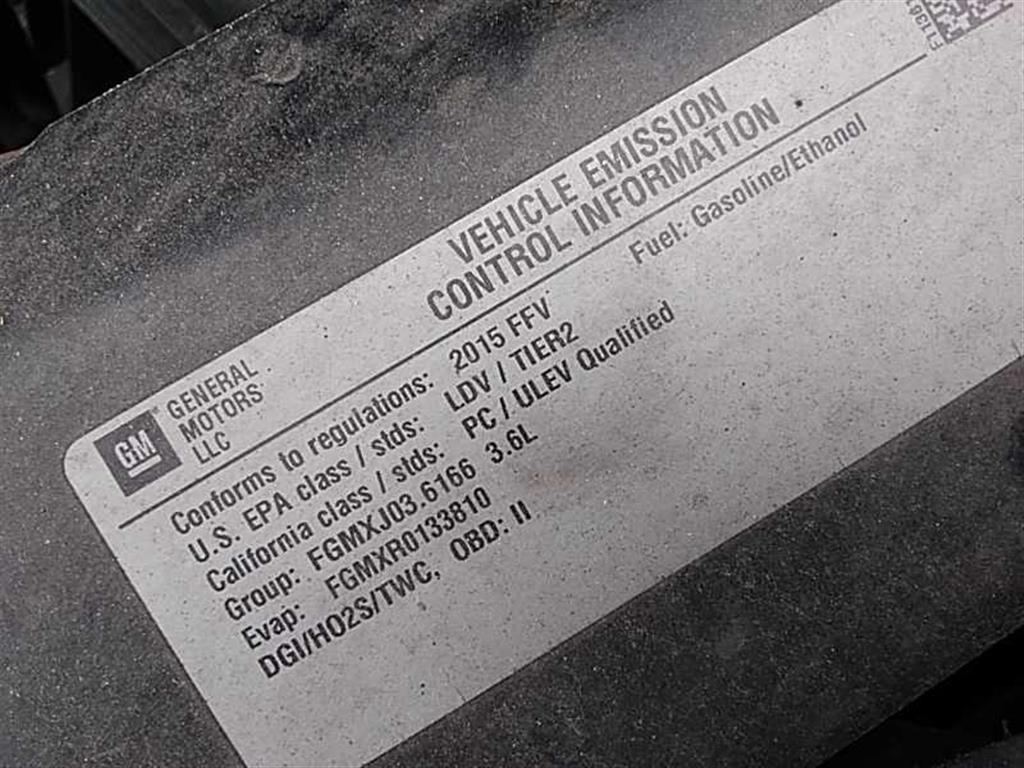 VEHICLE EMISSION
CONTROL INFORMATION
GM
GENERAL
MOTORS
LLC
Fuel: Gasoline/Ethanol
Conforms to regulations: 2015 FFV
U.S. EPA class / stds: LDV / TIER2
California class / stds: PC / ULEV Qualified
Group: FGMXJ03.6166 3.6L
Evap: FGMXR0133810
DGI/HO2S/TWC, OBD: II